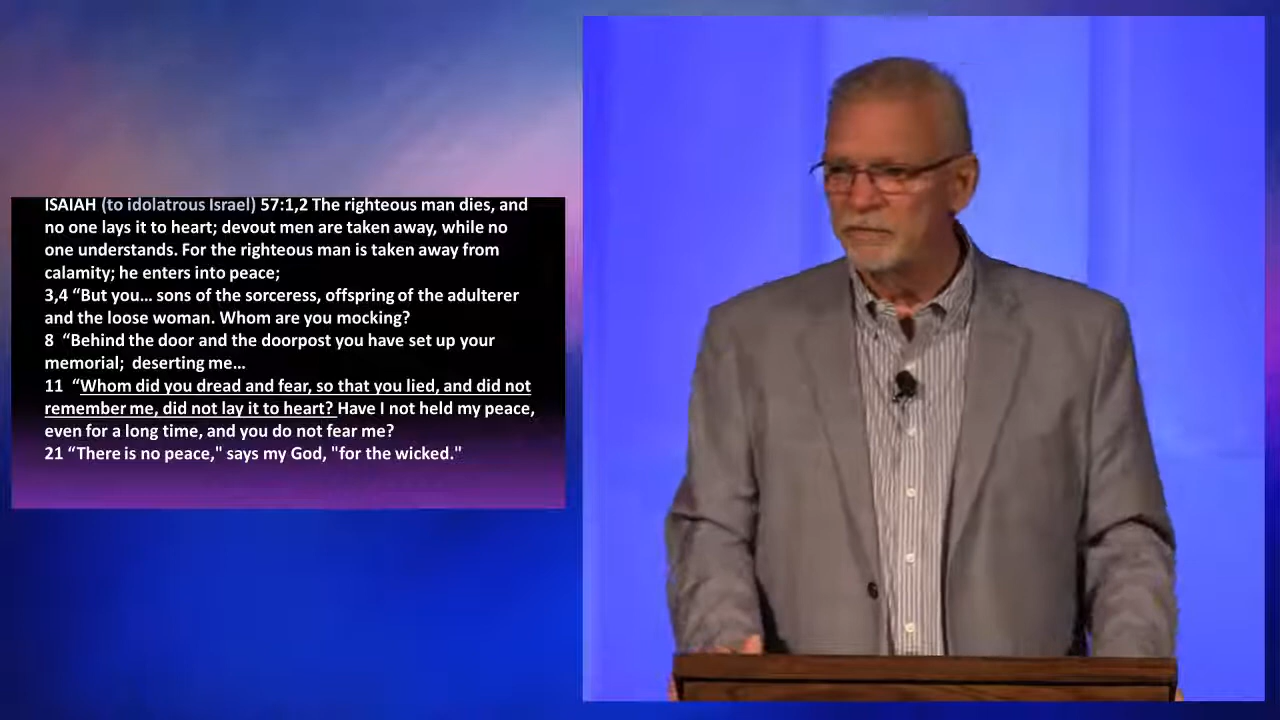 ISAIAH (to idolatrous Israel) 57:1,2 The righteous man dies, and
no one lays it to heart; devout men are taken away, while no
one understands. For the righteous man is taken away from
calamity; he enters into peace;
3,4 “But you... sons of the sorceress, offspring of the adulterer
and the loose woman. Whom are you mocking?
8 “Behind the door and the doorpost you have set up your
memorial; deserting me...
11 “Whom did you dread and fear, so that you lied, and did not
remember me, did not lay it to heart? Have I not held my peace,
even for a long time, and you do not fear me?
21 “There is no peace," says my God, "for the wicked."